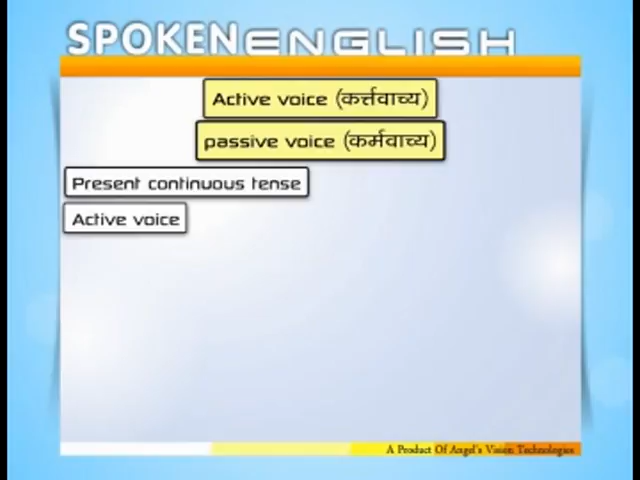 SPOKEN ENGLISH
Active voice (कर्त्तवाच्य)
passive voice (कर्मवाच्य)
Present continuous tense
Active voice
A Product Of Angel's Vision Technologies